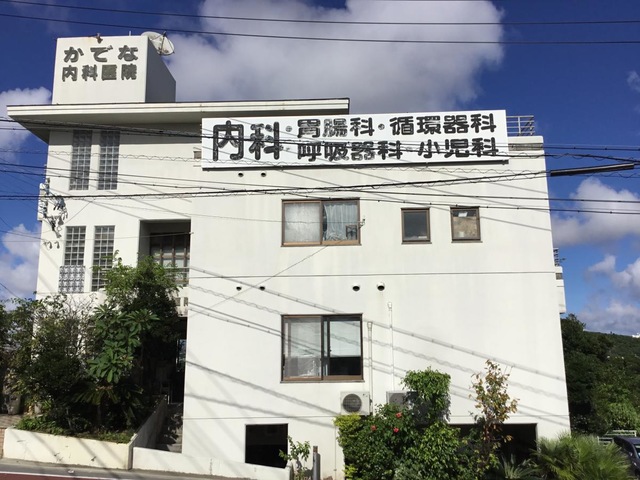 かでな
内科医院
内科・胃腸科・循環器科
・呼吸器科・小児科